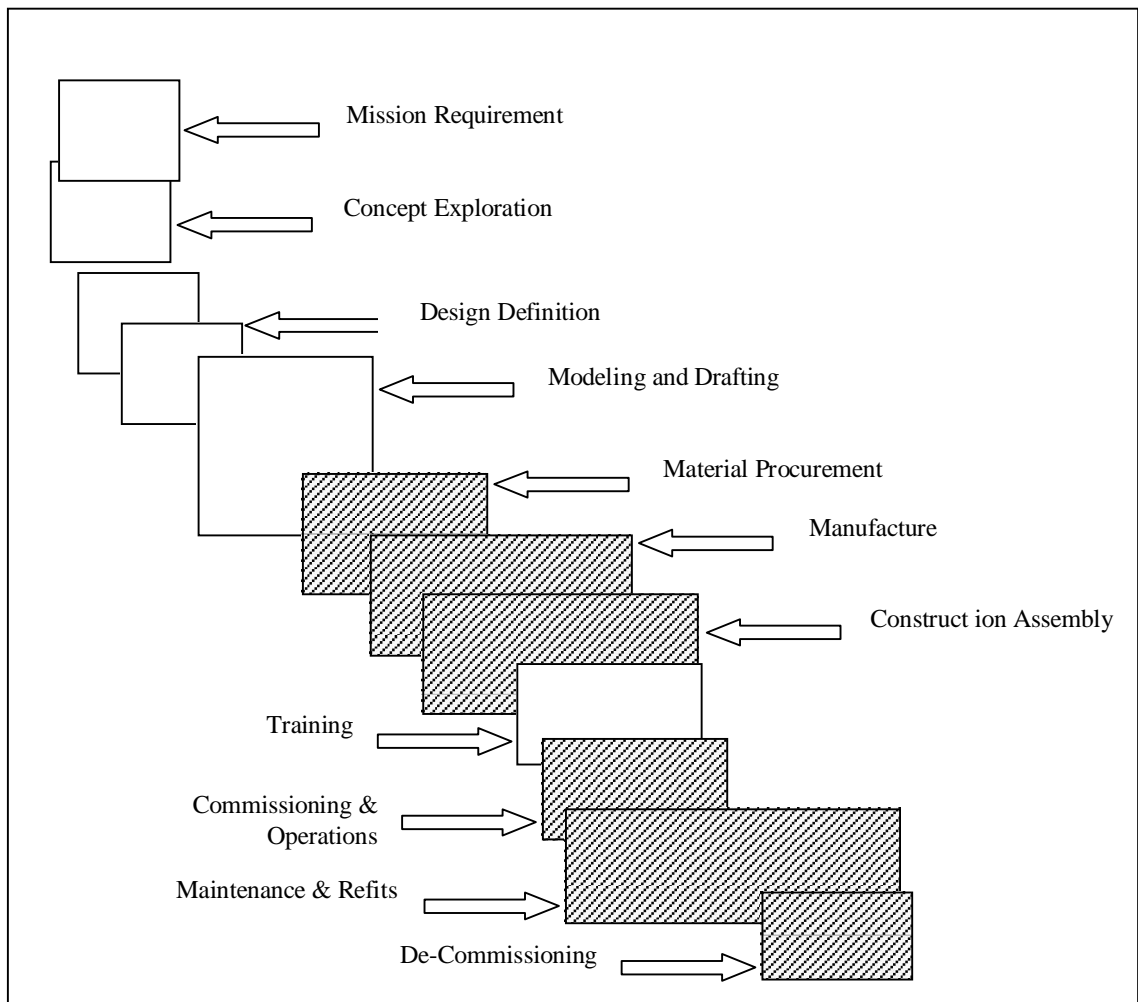 Mission Requirement
Concept Exploration
Design Definition
Modeling and Drafting
Material Procurement
Manufacture
Construct ion Assembly
Training
Commissioning &
Operations
Maintenance & Refits
De-Commissioning